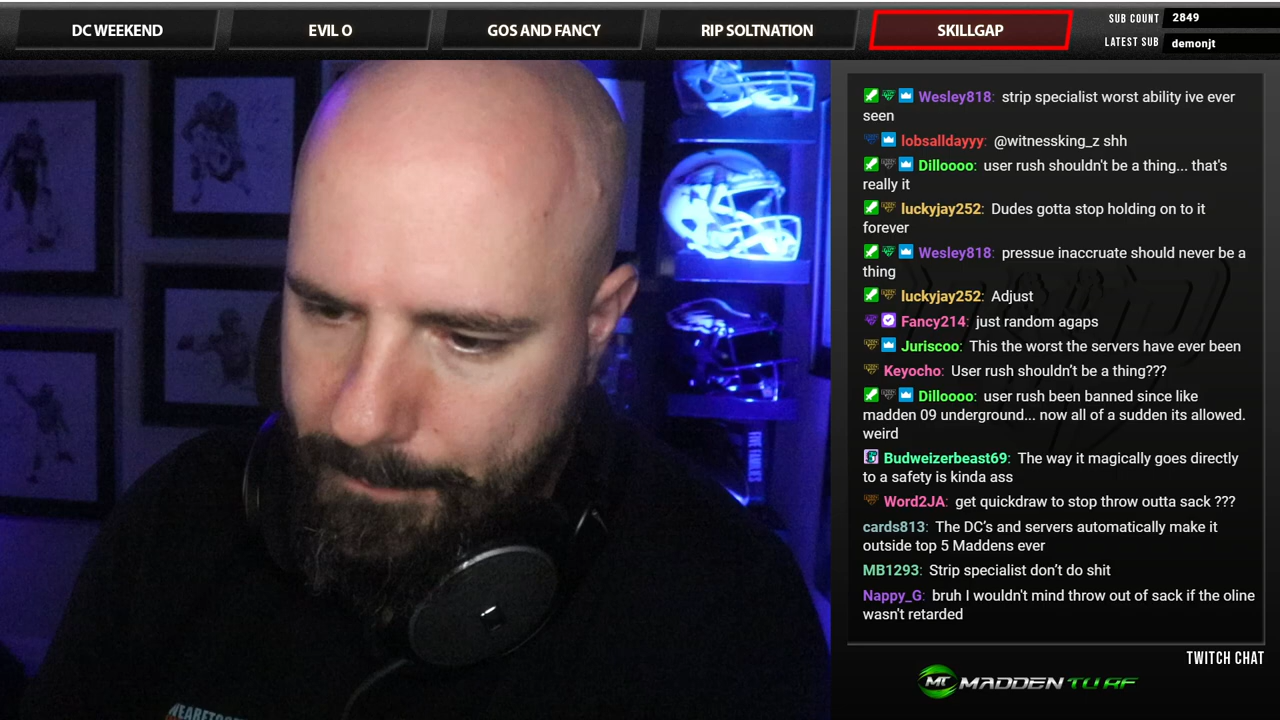 DC WEEKEND
EVIL O
GOS AND FANCY
RIP SOLTNATION
SKILLGAP
SUB COUNT 2849
LATEST SUB demonjt
Wesley818: strip specialist worst ability ive ever
seen
lobsalldayyy: @witnessking_z shh
Dilloooo: user rush shouldn't be a thing... that's
really it
luckyjay252: Dudes gotta stop holding on to it
forever
Wesley818: pressue inaccruate should never be a
thing
luckyjay252: Adjust
Fancy214: just random agaps
Juriscoo: This the worst the servers have ever been
Keyocho: User rush shouldn't be a thing???
Dilloooo: user rush been banned since like
madden 09 underground... now all of a sudden its allowed.
weird
Budweizerbeast69: The way it magically goes directly
to a safety is kinda ass
Word2JA: get quickdraw to stop throw outta sack ???
cards813: The DC's and servers automatically make it
outside top 5 Maddens ever
MB1293: Strip specialist don't do shit
Nappy_G: bruh I wouldn't mind throw out of sack if the oline
wasn't retarded
TWITCH CHAT
MT MADDEN TURF
FIVE FAMILIES